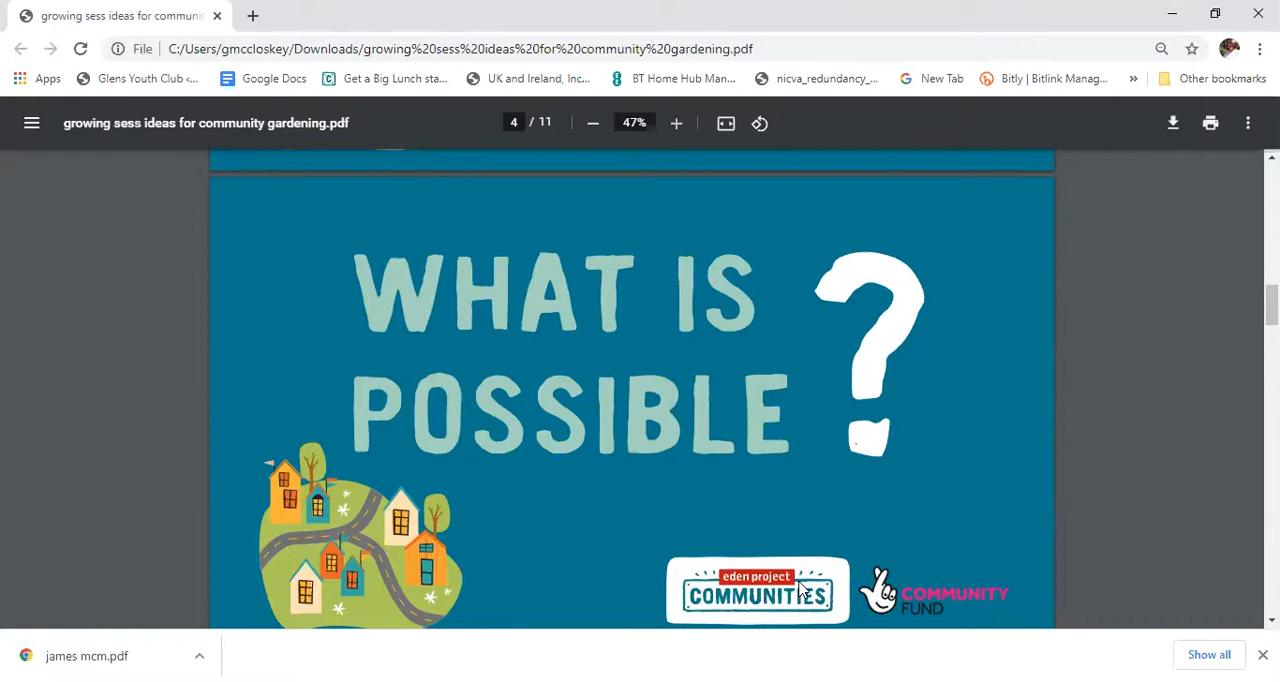 growing sess ideas for communit
File
C:/Users/gmccloskey/Downloads/growing%20sess%20ideas%20for%20community%20gardening.pdf
Apps
Glens Youth Club ‹...
Google Docs
Get a Big Lunch sta...
UK and Ireland, Inc...
BT Home Hub Man...
nicva_redundancy_...
New Tab
Bitly | Bitlink Manag...
»
Other bookmarks
growing sess ideas for community gardening.pdf
4 / 11
47%
WHAT IS
POSSIBLE
?
eden project
COMMUNITIES
COMMUNITY
FUND
james mcm.pdf
Show all